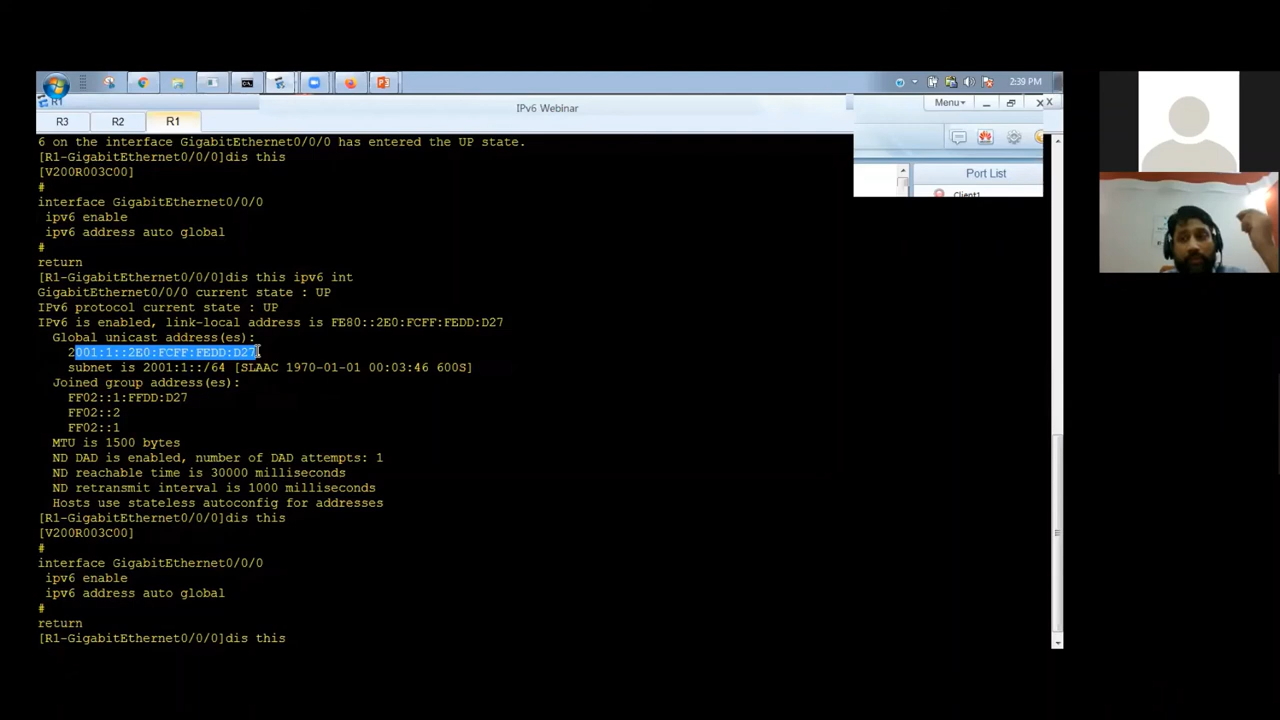 2:39 PM
R1
IPv6 Webinar
Menu
R3
R2
R1
Port List
Client1
6 on the interface GigabitEthernet0/0/0 has entered the UP state.
[R1-GigabitEthernet0/0/0]dis this
[V200R003C00]
#
interface GigabitEthernet0/0/0
ipv6 enable
ipv6 address auto global
#
return
[R1-GigabitEthernet0/0/0]dis this ipv6 int
GigabitEthernet0/0/0 current state : UP
IPv6 protocol current state : UP
IPv6 is enabled, link-local address is FE80::2E0:FCFF:FEDD:D27
Global unicast address(es):
2001:1::2E0:FCFF:FEDD:D27,
subnet is 2001:1::/64 [SLAAC 1970-01-01 00:03:46 600S]
Joined group address(es):
FF02::1:FFDD:D27
FF02::2
FF02::1
MTU is 1500 bytes
ND DAD is enabled, number of DAD attempts: 1
ND reachable time is 30000 milliseconds
ND retransmit interval is 1000 milliseconds
Hosts use stateless autoconfig for addresses
[R1-GigabitEthernet0/0/0]dis this
[V200R003C00]
#
interface GigabitEthernet0/0/0
ipv6 enable
ipv6 address auto global
#
return
[R1-GigabitEthernet0/0/0]dis this